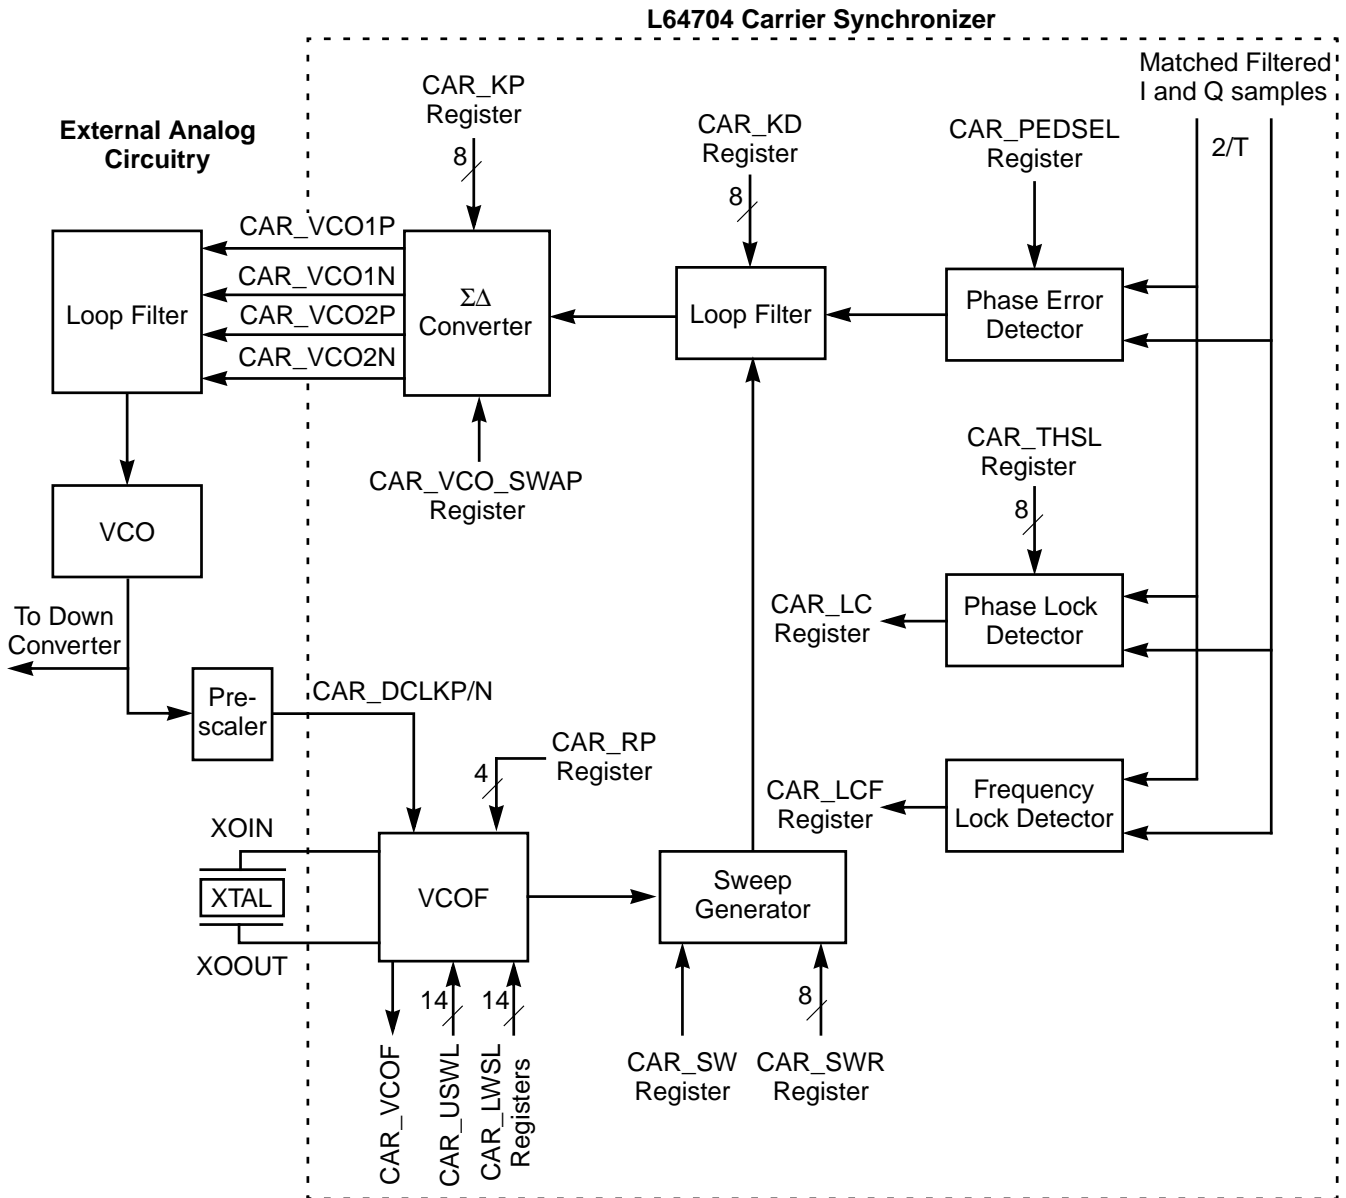 L64704 Carrier Synchronizer
Matched Filtered
I and Q samples
2/T
External Analog
Circuitry
CAR_KP
Register
8
CAR_KD
Register
8
CAR_PEDSEL
Register
CAR_VCO1P
CAR_VCO1N
CAR_VCO2P
CAR_VCO2N
Loop Filter
ΣΔ
Converter
Loop Filter
Phase Error
Detector
CAR_VCO_SWAP
Register
CAR_THSL
Register
8
VCO
To Down
Converter
CAR_LC
Register
Phase Lock
Detector
Pre-
scaler
CAR_DCLKP/N
CAR_RP
Register
4
CAR_LCF
Register
Frequency
Lock Detector
XOIN
XTAL
XOOUT
VCOF
Sweep
Generator
14
14
8
CAR_VCOF
CAR_USWL
CAR_LWSL
Registers
CAR_SW
Register
CAR_SWR
Register